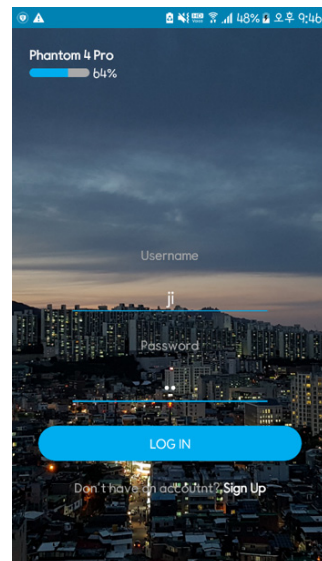 48% 오후 9:46
Phantom 4 Pro
64%
Username
ji
Password
LOG IN
Don't have an accoutnt? Sign Up